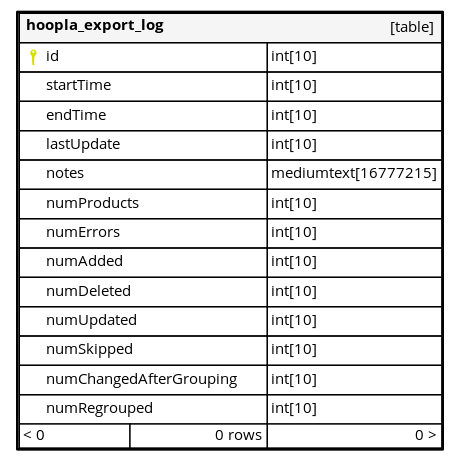 hoopla_export_log [table]
id int[10]
startTime int[10]
endTime int[10]
lastUpdate int[10]
notes mediumtext[16777215]
numProducts int[10]
numErrors int[10]
numAdded int[10]
numDeleted int[10]
numUpdated int[10]
numSkipped int[10]
numChangedAfterGrouping int[10]
numRegrouped int[10]
< 0 0 rows 0 >